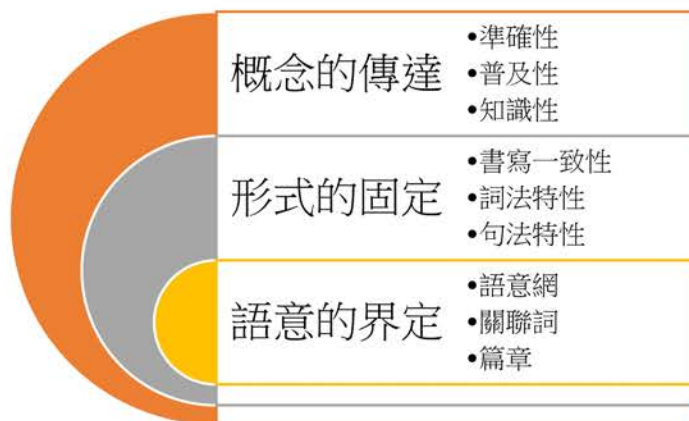 概念的傳達
•準確性
•普及性
•知識性
形式的固定
•書寫一致性
•詞法特性
•句法特性
語意的界定
•語意網
•關聯詞
•篇章